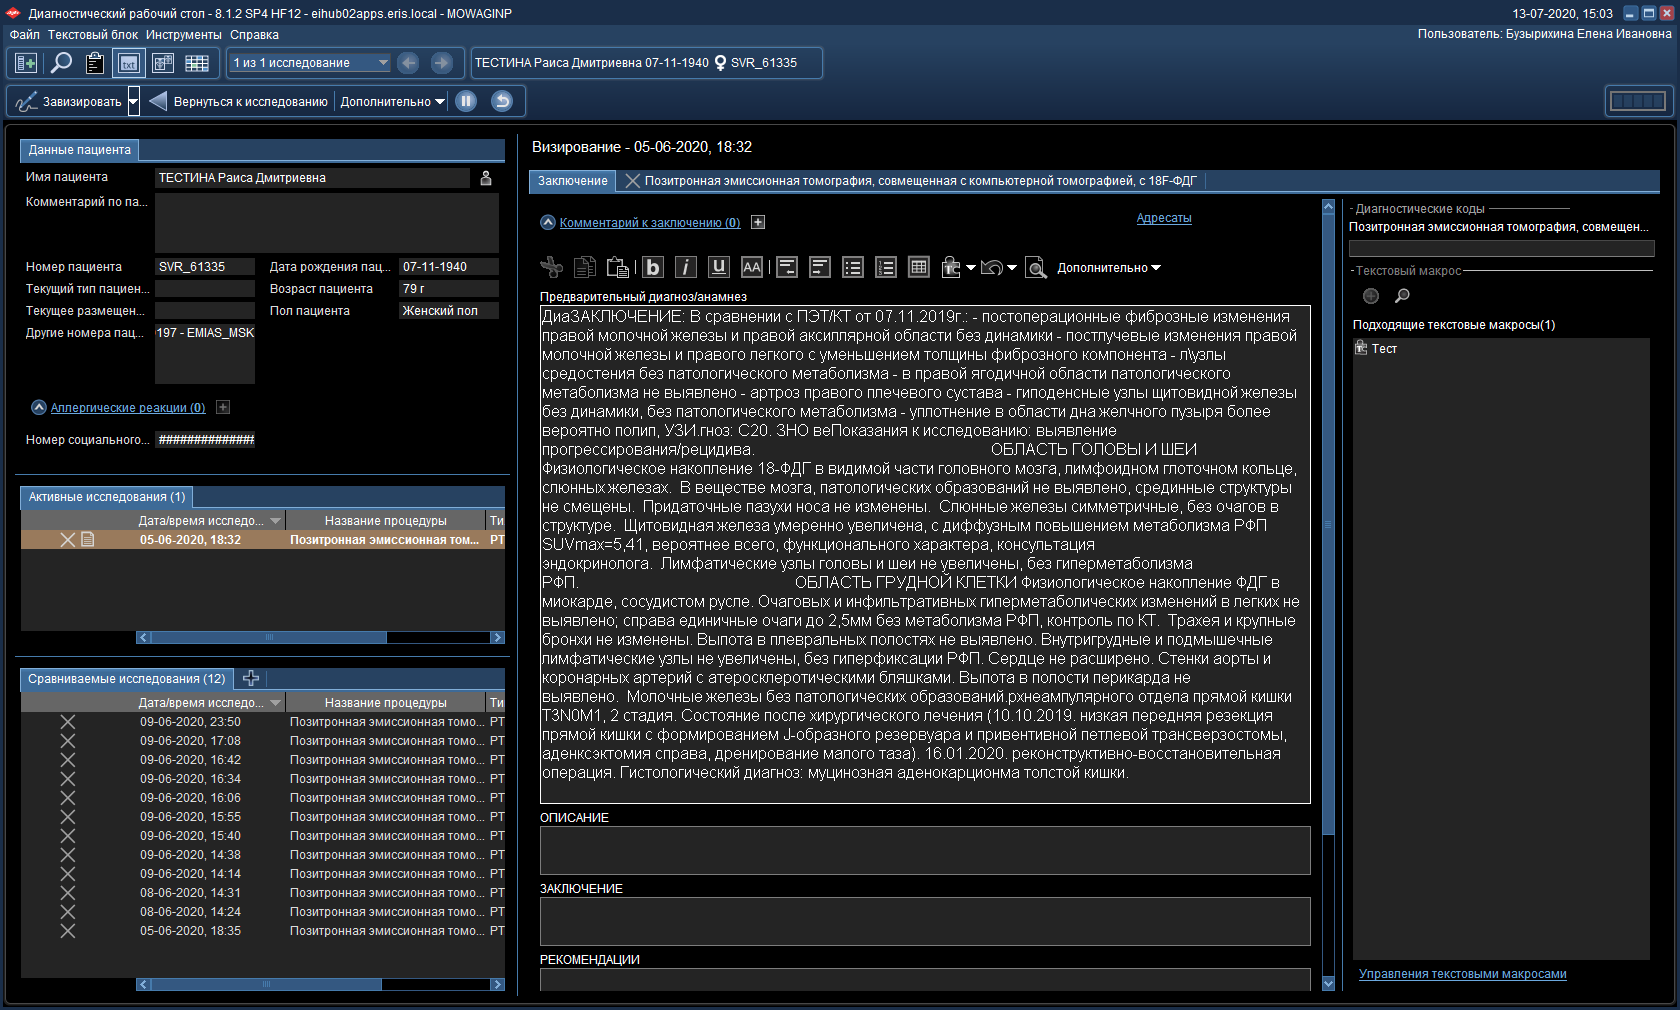 Диагностический рабочий стол - 8.1.2 SP4 HF12 - eihub02apps.eris.local - MOWAGINP
13-07-2020, 15:03
Файл Текстовый блок Инструменты Справка
Пользователь: Бузырихина Елена Ивановна
txt
1 из 1 исследование
ТЕСТИНА Раиса Дмитриевна 07-11-1940 ♀ SVR_61335
Завизировать
Вернуться к исследованию
Дополнительно
Данные пациента
Имя пациента
ТЕСТИНА Раиса Дмитриевна
Комментарий по па...
Номер пациента
SVR_61335
Дата рождения пац...
07-11-1940
Текущий тип пациен...
Возраст пациента
79 г
Текущее размещен...
Пол пациента
Женский пол
Другие номера пац...
197 - EMIAS_MSK
Аллергические реакции (0)
Номер социального...
##############
Активные исследования (1)
Дата/время исследо... Название процедуры Ти
05-06-2020, 18:32 Позитронная эмиссионная том... PT
Сравниваемые исследования (12)
Дата/время исследо... Название процедуры Ти
09-06-2020, 23:50 Позитронная эмиссионная томо... PT
09-06-2020, 17:08 Позитронная эмиссионная томо... PT
09-06-2020, 16:42 Позитронная эмиссионная томо... PT
09-06-2020, 16:34 Позитронная эмиссионная томо... PT
09-06-2020, 16:06 Позитронная эмиссионная томо... PT
09-06-2020, 15:55 Позитронная эмиссионная томо... PT
09-06-2020, 15:40 Позитронная эмиссионная томо... PT
09-06-2020, 14:38 Позитронная эмиссионная томо... PT
09-06-2020, 14:14 Позитронная эмиссионная томо... PT
08-06-2020, 14:31 Позитронная эмиссионная томо... PT
08-06-2020, 14:24 Позитронная эмиссионная томо... PT
05-06-2020, 18:35 Позитронная эмиссионная томо... PT
Визирование - 05-06-2020, 18:32
Заключение
Позитронная эмиссионная томография, совмещенная с компьютерной томографией, с 18F-ФДГ
Комментарий к заключению (0)
Адресаты
b i u AA
Дополнительно
Предварительный диагноз/анамнез
ДиаЗАКЛЮЧЕНИЕ: В сравнении с ПЭТ/КТ от 07.11.2019г.: - постоперационные фиброзные изменения
правой молочной железы и правой аксиллярной области без динамики - постлучевые изменения правой
молочной железы и правого легкого с уменьшением толщины фиброзного компонента - л\узлы
средостения без патологического метаболизма - в правой ягодичной области патологического
метаболизма не выявлено - артроз правого плечевого сустава - гиподенсные узлы щитовидной железы
без динамики, без патологического метаболизма - уплотнение в области дна желчного пузыря более
вероятно полип, УЗИ.гноз: C20. ЗНО веПоказания к исследованию: выявление
прогрессирования/рецидива. ОБЛАСТЬ ГОЛОВЫ И ШЕИ
Физиологическое накопление 18-ФДГ в видимой части головного мозга, лимфоидном глоточном кольце,
слюнных железах. В веществе мозга, патологических образований не выявлено, срединные структуры
не смещены. Придаточные пазухи носа не изменены. Слюнные железы симметричные, без очагов в
структуре. Щитовидная железа умеренно увеличена, с диффузным повышением метаболизма РФП
SUVmax=5,41, вероятнее всего, функционального характера, консультация
эндокринолога. Лимфатические узлы головы и шеи не увеличены, без гиперметаболизма
РФП. ОБЛАСТЬ ГРУДНОЙ КЛЕТКИ Физиологическое накопление ФДГ в
миокарде, сосудистом русле. Очаговых и инфильтративных гиперметаболических изменений в легких не
выявлено; справа единичные очаги до 2,5мм без метаболизма РФП, контроль по КТ. Трахея и крупные
бронхи не изменены. Выпота в плевральных полостях не выявлено. Внутригрудные и подмышечные
лимфатические узлы не увеличены, без гиперфиксации РФП. Сердце не расширено. Стенки аорты и
коронарных артерий с атеросклеротическими бляшками. Выпота в полости перикарда не
выявлено. Молочные железы без патологических образований.рхнеампулярного отдела прямой кишки
T3N0M1, 2 стадия. Состояние после хирургического лечения (10.10.2019. низкая передняя резекция
прямой кишки с формированием J-образного резервуара и привентивной петлевой трансверзостомы,
аденксэктомия справа, дренирование малого таза). 16.01.2020. реконструктивно-восстановительная
операция. Гистологический диагноз: муцинозная аденокарционма толстой кишки.
ОПИСАНИЕ
ЗАКЛЮЧЕНИЕ
РЕКОМЕНДАЦИИ
Диагностические коды
Позитронная эмиссионная томография, совмещен...
Текстовый макрос
Подходящие текстовые макросы(1)
Тест
Управления текстовыми макросами